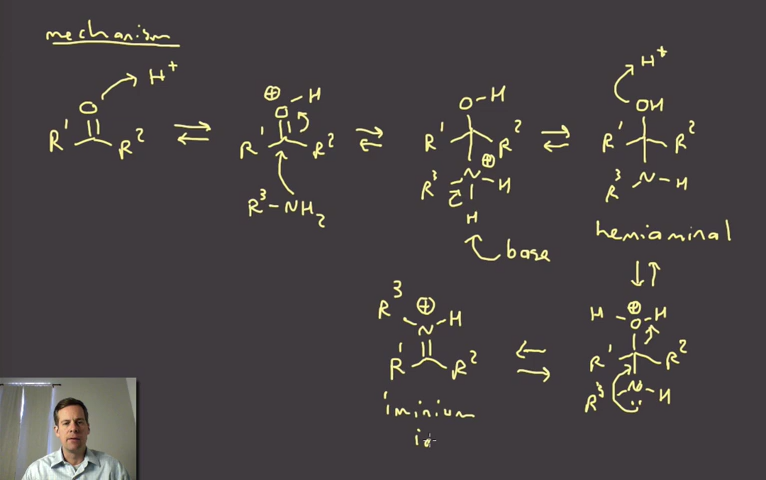 mechanism
O H⁺
R¹ R²
⊕ O-H
R¹ R²
R³-NH₂
O-H
R¹ R²
R³ N ⊕ H
H
base
H⁺
OH
R¹ R²
R³ N-H
hemiaminal
H ⊕ O-H
R¹ R²
R³ N-H
R³ ⊕ N-H
R¹ R²
iminium